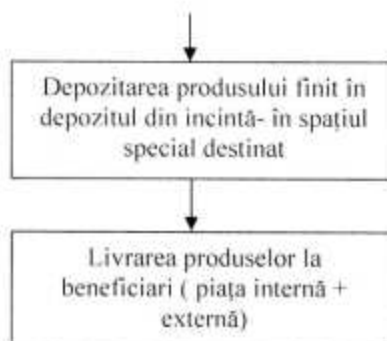 Depozitarea produsului finit în
depozitul din incintă- în spațiul
special destinat
Livrarea produselor la
beneficiari ( piața internă +
externă)